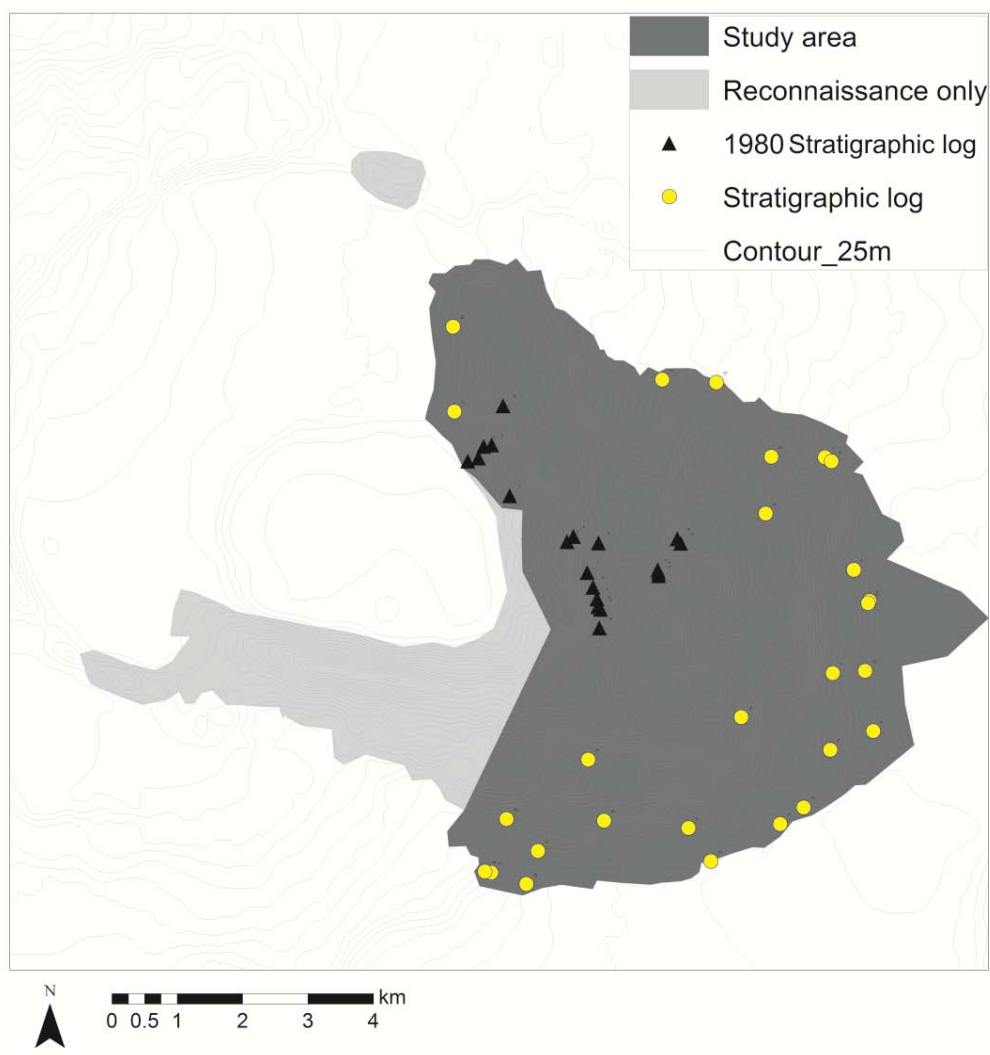 Study area
Reconnaissance only
1980 Stratigraphic log
Stratigraphic log
Contour_25m
N
km
0 0.5 1 2 3 4